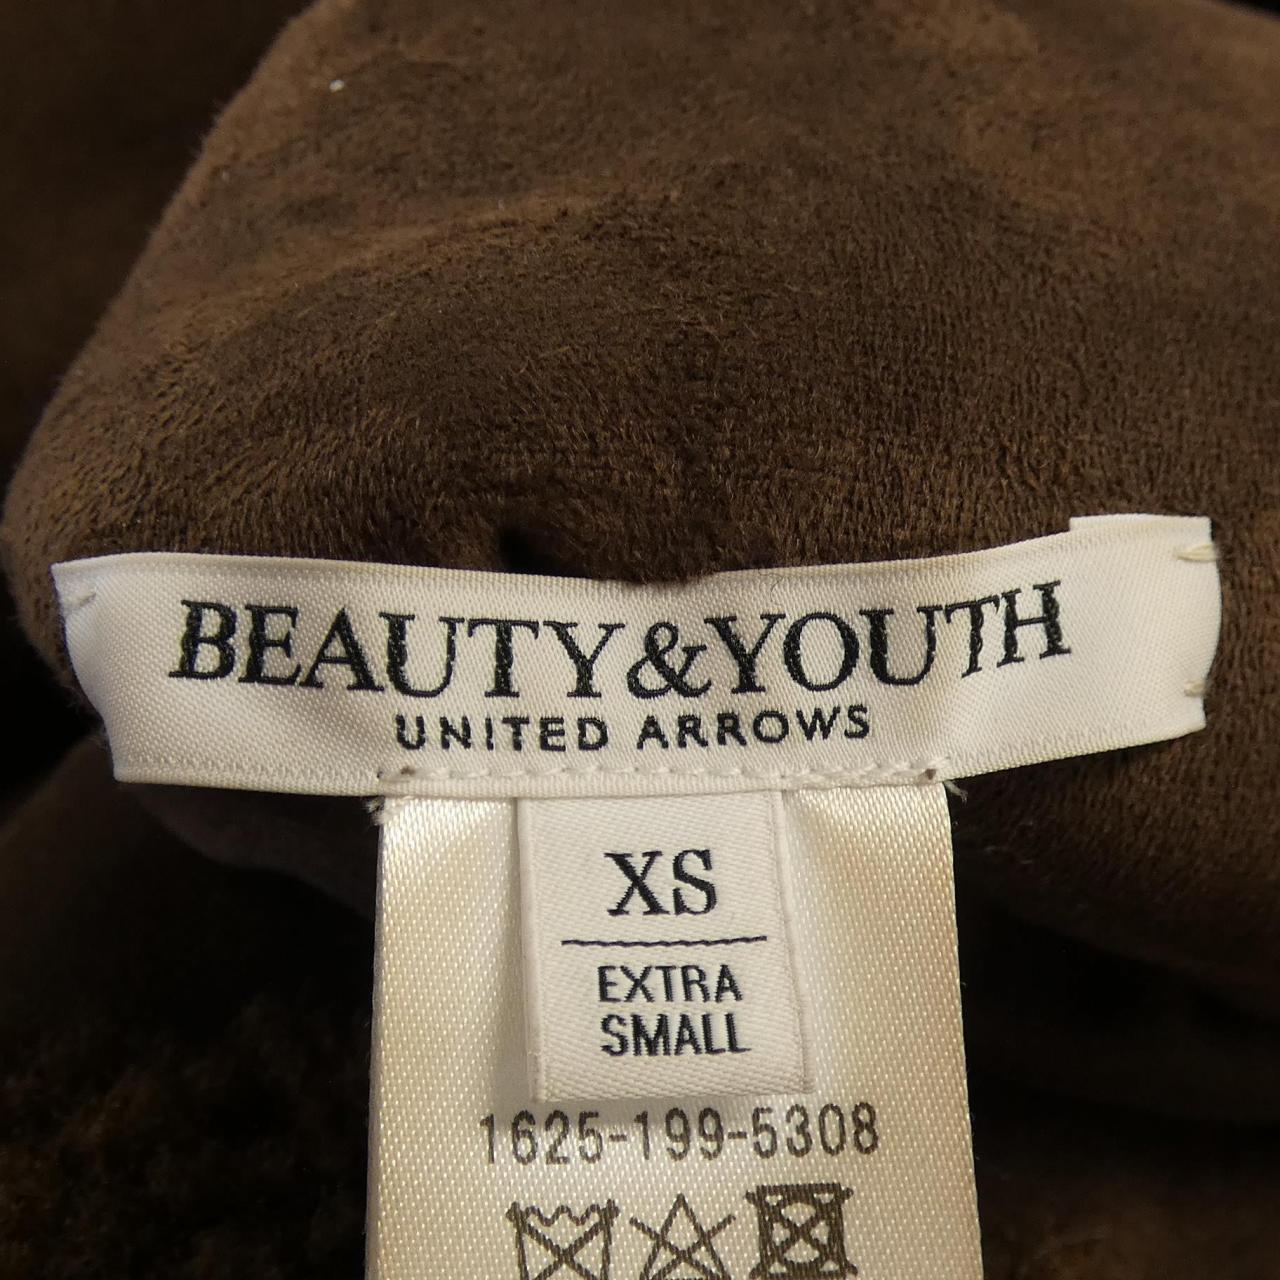 BEAUTY&YOUTH
UNITED ARROWS
XS
EXTRA
SMALL
1625-199-5308